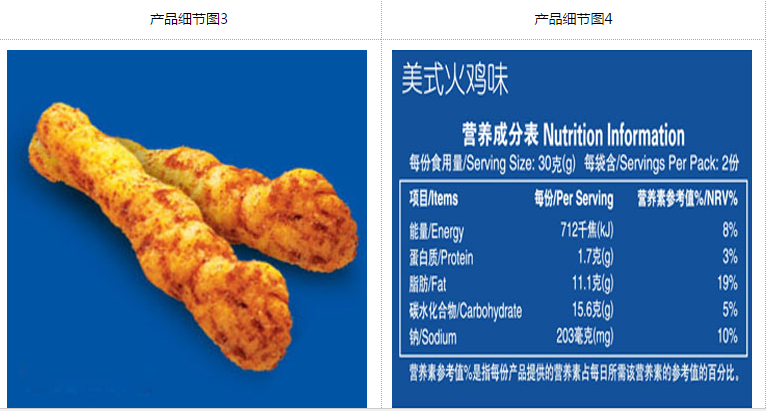 产品细节图3
产品细节图4
美式火鸡味
营养成分表 Nutrition Information
每份食用量/Serving Size: 30克(g) 每袋含/Servings Per Pack: 2份
项目/Items 每份/Per Serving 营养素参考值%/NRV%
能量/Energy 712千焦(kJ) 8%
蛋白质/Protein 1.7克(g) 3%
脂肪/Fat 11.1克(g) 19%
碳水化合物/Carbohydrate 15.6克(g) 5%
钠/Sodium 203毫克(mg) 10%
营养素参考值%是指每份产品提供的营养素占每日所需该营养素的参考值的百分比。